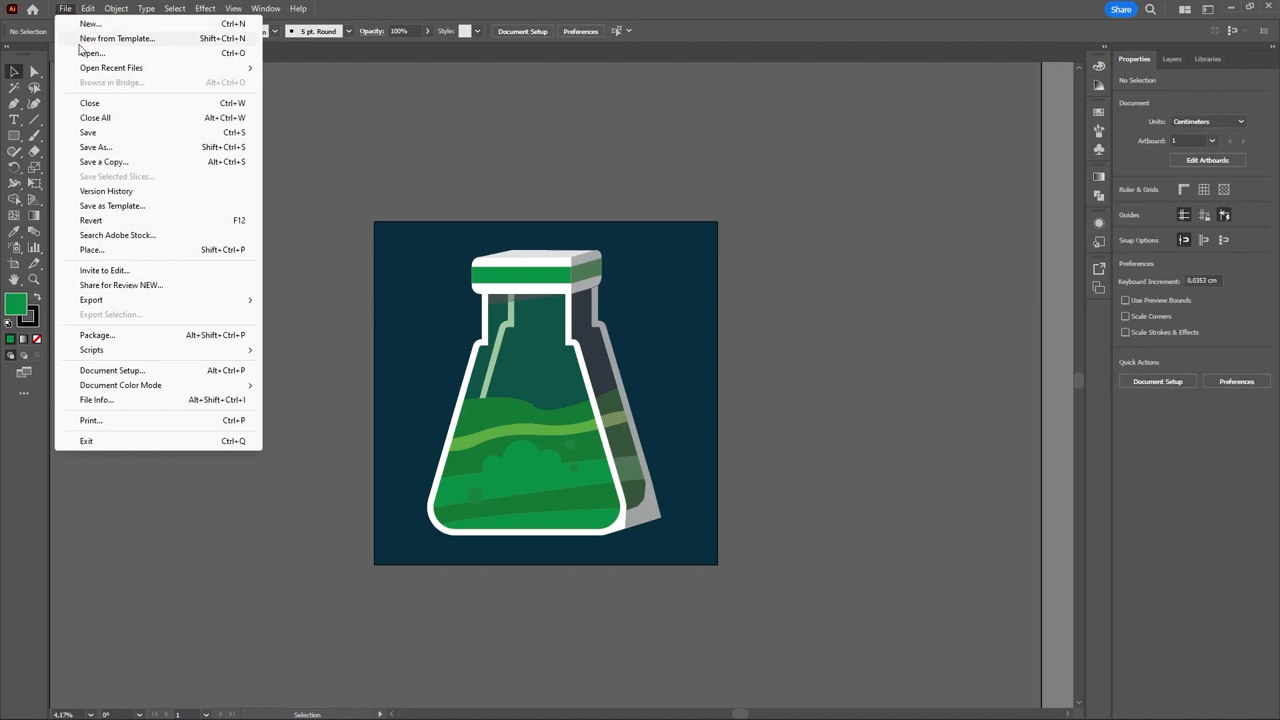 Ai File Edit Object Type Select Effect View Window Help Share
No Selection 5 pt. Round Opacity: 100% Style: Document Setup Preferences
New... Ctrl+N
New from Template... Shift+Ctrl+N
Open... Ctrl+O
Open Recent Files
Browse in Bridge... Alt+Ctrl+O
Close Ctrl+W
Close All Alt+Ctrl+W
Save Ctrl+S
Save As... Shift+Ctrl+S
Save a Copy... Alt+Ctrl+S
Save Selected Slices...
Version History
Save as Template...
Revert F12
Search Adobe Stock...
Place... Shift+Ctrl+P
Invite to Edit...
Share for Review NEW...
Export
Export Selection...
Package... Alt+Shift+Ctrl+P
Scripts
Document Setup... Alt+Ctrl+P
Document Color Mode
File Info... Alt+Shift+Ctrl+I
Print... Ctrl+P
Exit Ctrl+Q
Properties Layers Libraries
No Selection
Document
Units: Centimeters
Artboard: 1
Edit Artboards
Ruler & Grids
Guides
Snap Options
Preferences
Keyboard Increment: 0,0353 cm
Use Preview Bounds
Scale Corners
Scale Strokes & Effects
Quick Actions
Document Setup Preferences
4,17% 0° 1 Selection